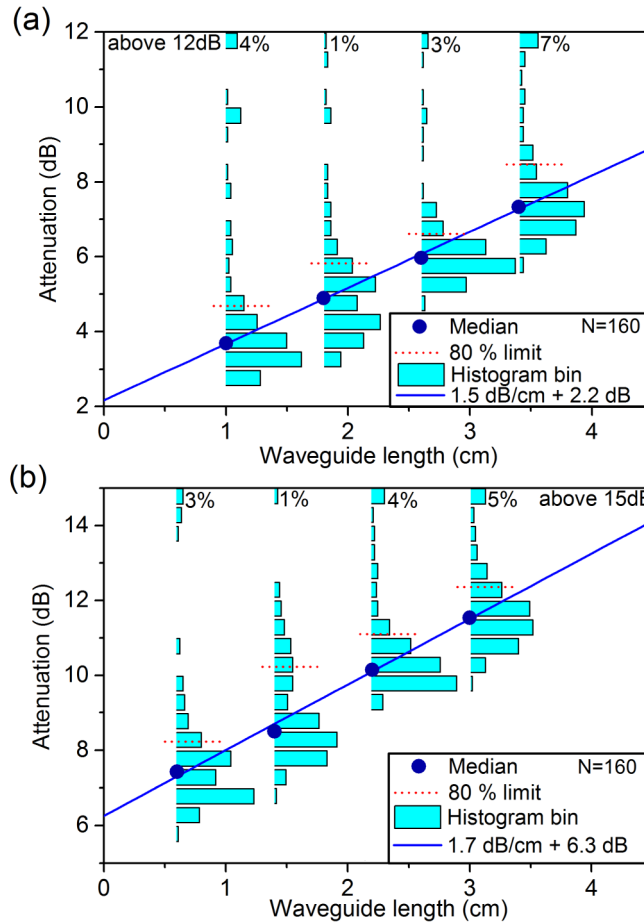 (a)
above 12dB 4% 1% 3% 7%
12
10
8
6
4
2
Attenuation (dB)
Median N=160
80 % limit
Histogram bin
1.5 dB/cm + 2.2 dB
0 1 2 3 4
Waveguide length (cm)
(b)
3% 1% 4% 5% above 15dB
14
12
10
8
6
Attenuation (dB)
Median N=160
80 % limit
Histogram bin
1.7 dB/cm + 6.3 dB
0 1 2 3 4
Waveguide length (cm)